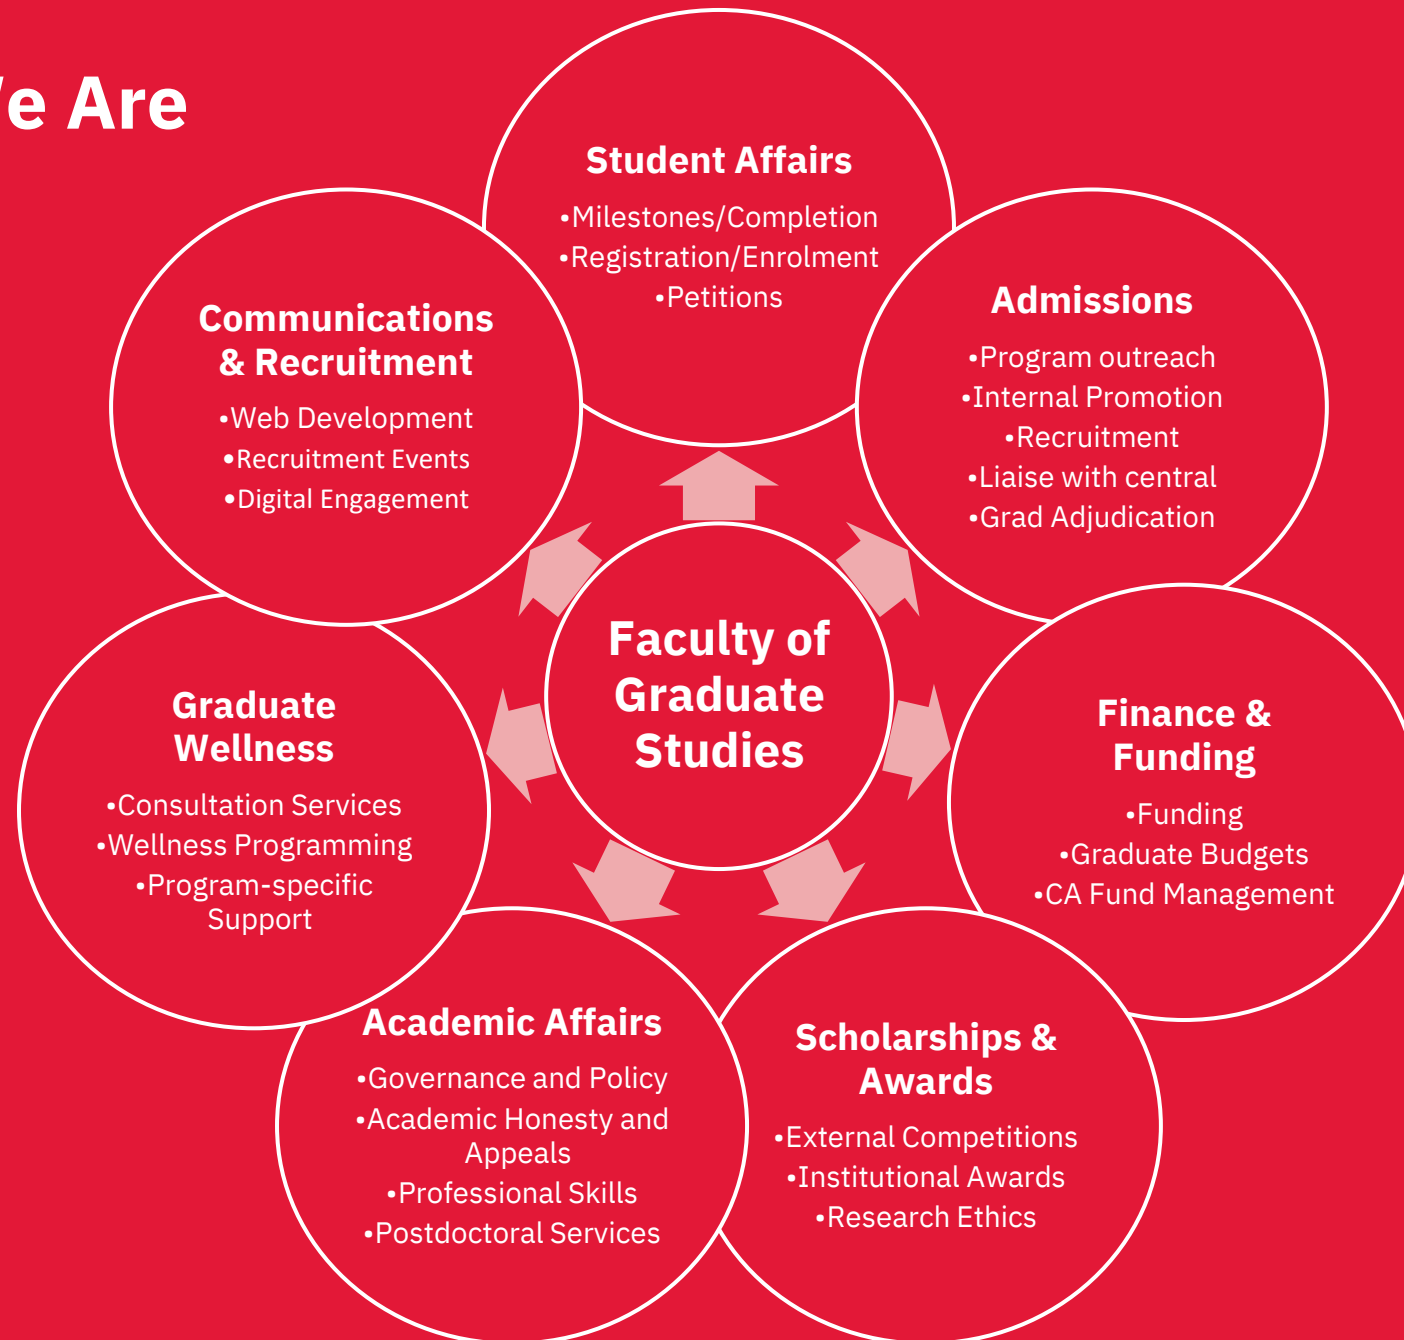 e Are
Student Affairs
•Milestones/Completion
•Registration/Enrolment
•Petitions
Admissions
•Program outreach
•Internal Promotion
•Recruitment
•Liaise with central
•Grad Adjudication
Finance &
Funding
•Funding
•Graduate Budgets
•CA Fund Management
Scholarships &
Awards
•External Competitions
•Institutional Awards
•Research Ethics
Academic Affairs
•Governance and Policy
•Academic Honesty and
Appeals
•Professional Skills
•Postdoctoral Services
Graduate
Wellness
•Consultation Services
•Wellness Programming
•Program-specific
Support
Communications
& Recruitment
•Web Development
•Recruitment Events
•Digital Engagement
Faculty of
Graduate
Studies